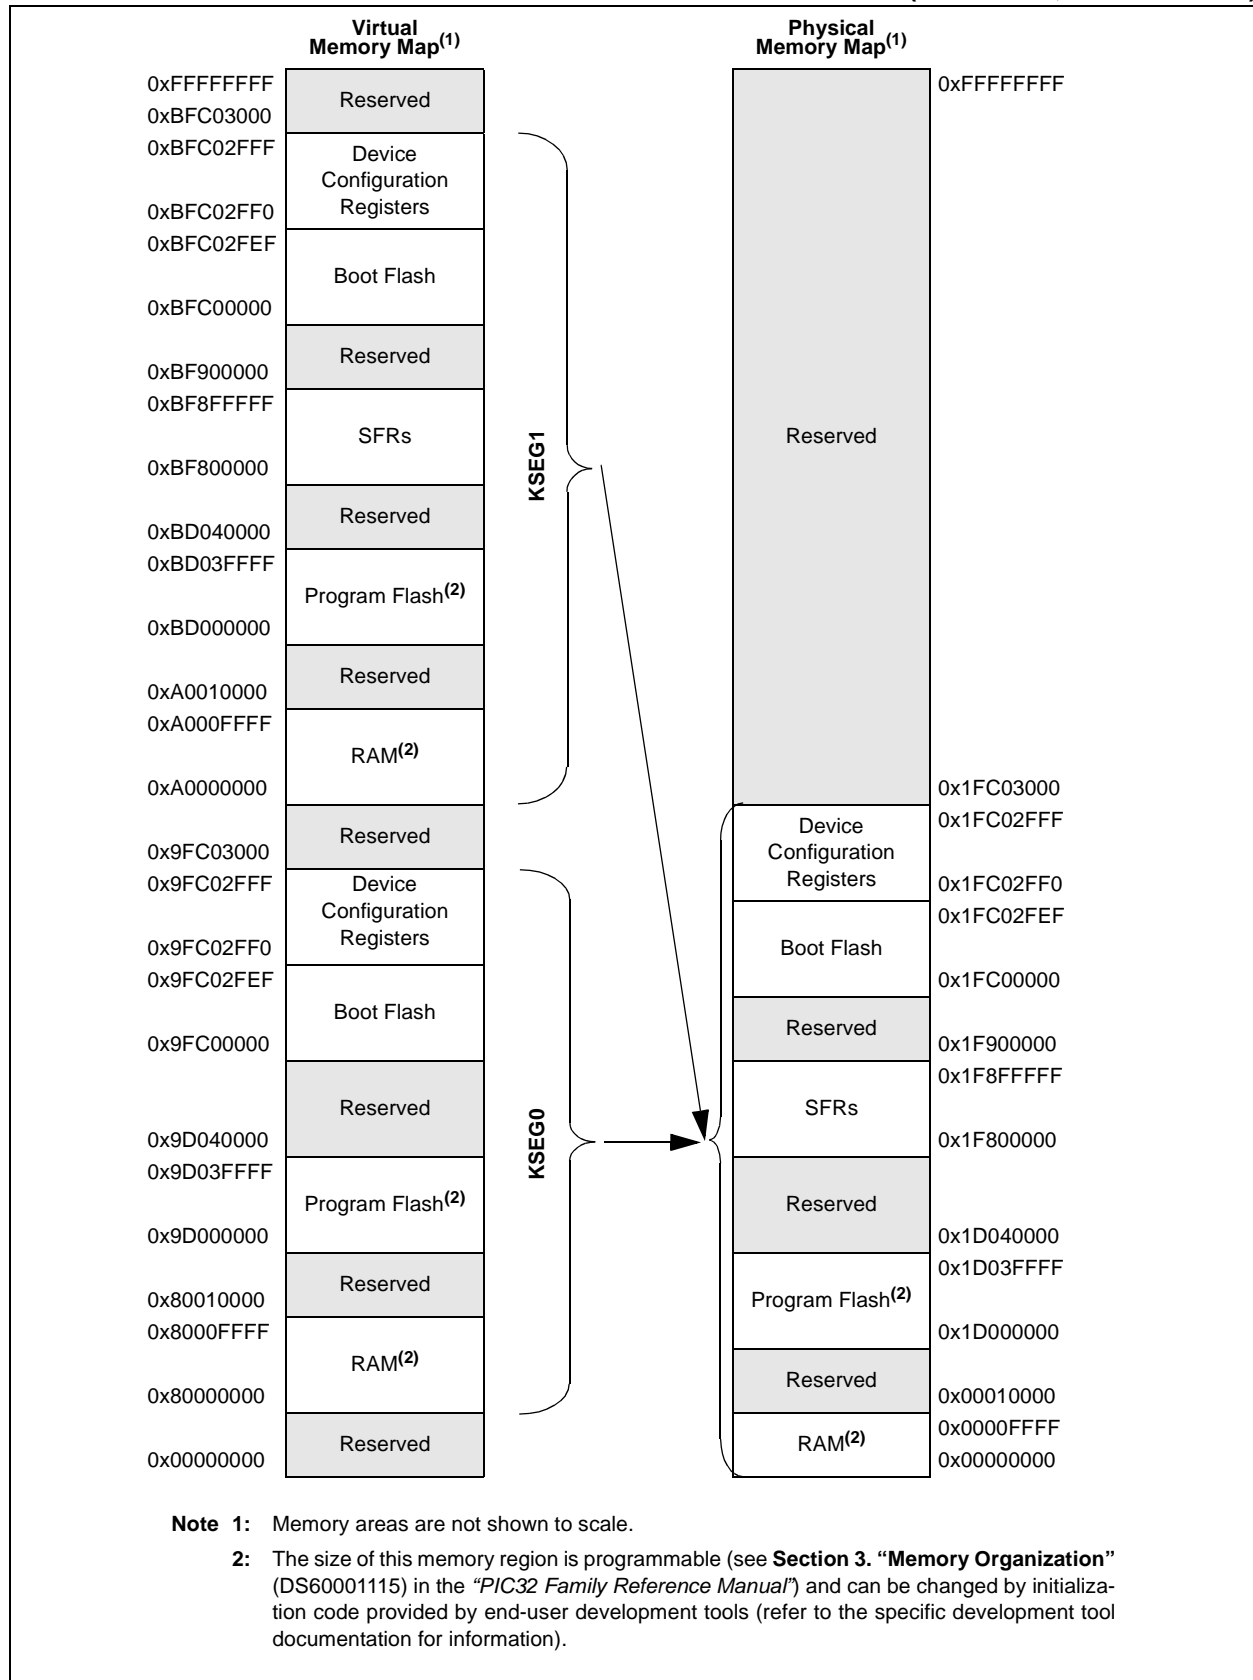 Virtual
Memory Map(1)
Physical
Memory Map(1)
0xFFFFFFFF
Reserved
0xBFC03000
0xBFC02FFF
Device
Configuration
Registers
0xBFC02FF0
0xBFC02FEF
Boot Flash
0xBFC00000
Reserved
0xBF900000
0xBF8FFFFF
SFRs
0xBF800000
Reserved
0xBD040000
0xBD03FFFF
Program Flash(2)
0xBD000000
Reserved
0xA0010000
0xA000FFFF
RAM(2)
0xA0000000
Reserved
0x9FC03000
0x9FC02FFF
Device
Configuration
Registers
0x9FC02FF0
0x9FC02FEF
Boot Flash
0x9FC00000
Reserved
0x9D040000
0x9D03FFFF
Program Flash(2)
0x9D000000
Reserved
0x80010000
0x8000FFFF
RAM(2)
0x80000000
Reserved
0x00000000
KSEG1
KSEG0
0xFFFFFFFF
Reserved
0x1FC03000
0x1FC02FFF
Device
Configuration
Registers
0x1FC02FF0
0x1FC02FEF
Boot Flash
0x1FC00000
Reserved
0x1F900000
0x1F8FFFFF
SFRs
0x1F800000
Reserved
0x1D040000
0x1D03FFFF
Program Flash(2)
0x1D000000
Reserved
0x00010000
0x0000FFFF
RAM(2)
0x00000000
Note 1: Memory areas are not shown to scale.
2: The size of this memory region is programmable (see Section 3. “Memory Organization”
(DS60001115) in the “PIC32 Family Reference Manual”) and can be changed by initializa-
tion code provided by end-user development tools (refer to the specific development tool
documentation for information).